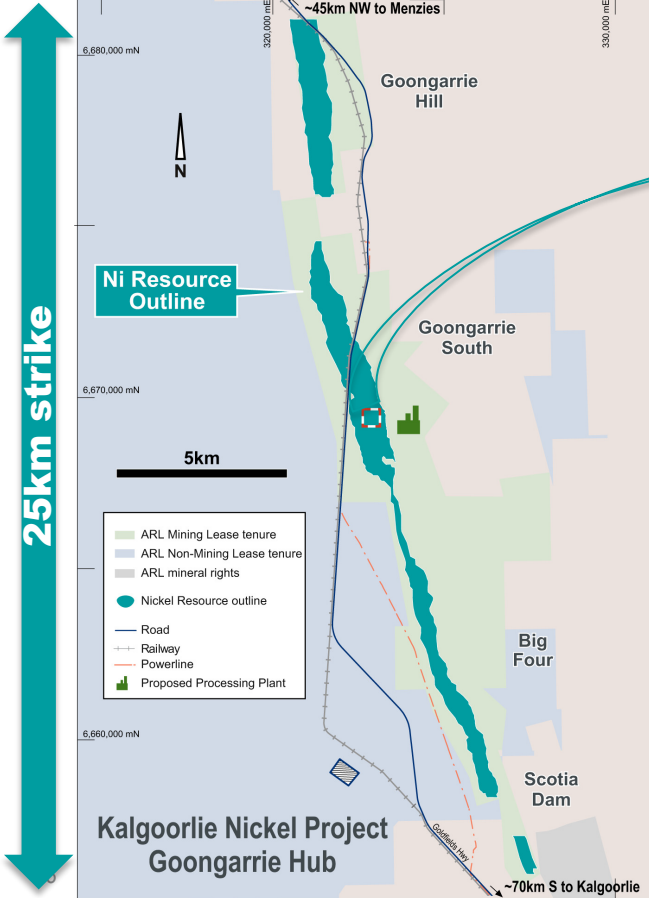 ~45km NW to Menzies
320,000 mE
330,000 mE
6,680,000 mN
Goongarrie
Hill
N
Ni Resource
Outline
Goongarrie
South
25km strike
6,670,000 mN
5km
ARL Mining Lease tenure
ARL Non-Mining Lease tenure
ARL mineral rights
Nickel Resource outline
Road
Railway
Powerline
Proposed Processing Plant
Big
Four
6,660,000 mN
Scotia
Dam
Kalgoorlie Nickel Project
Goongarrie Hub
Goldfields Hwy
~70km S to Kalgoorlie